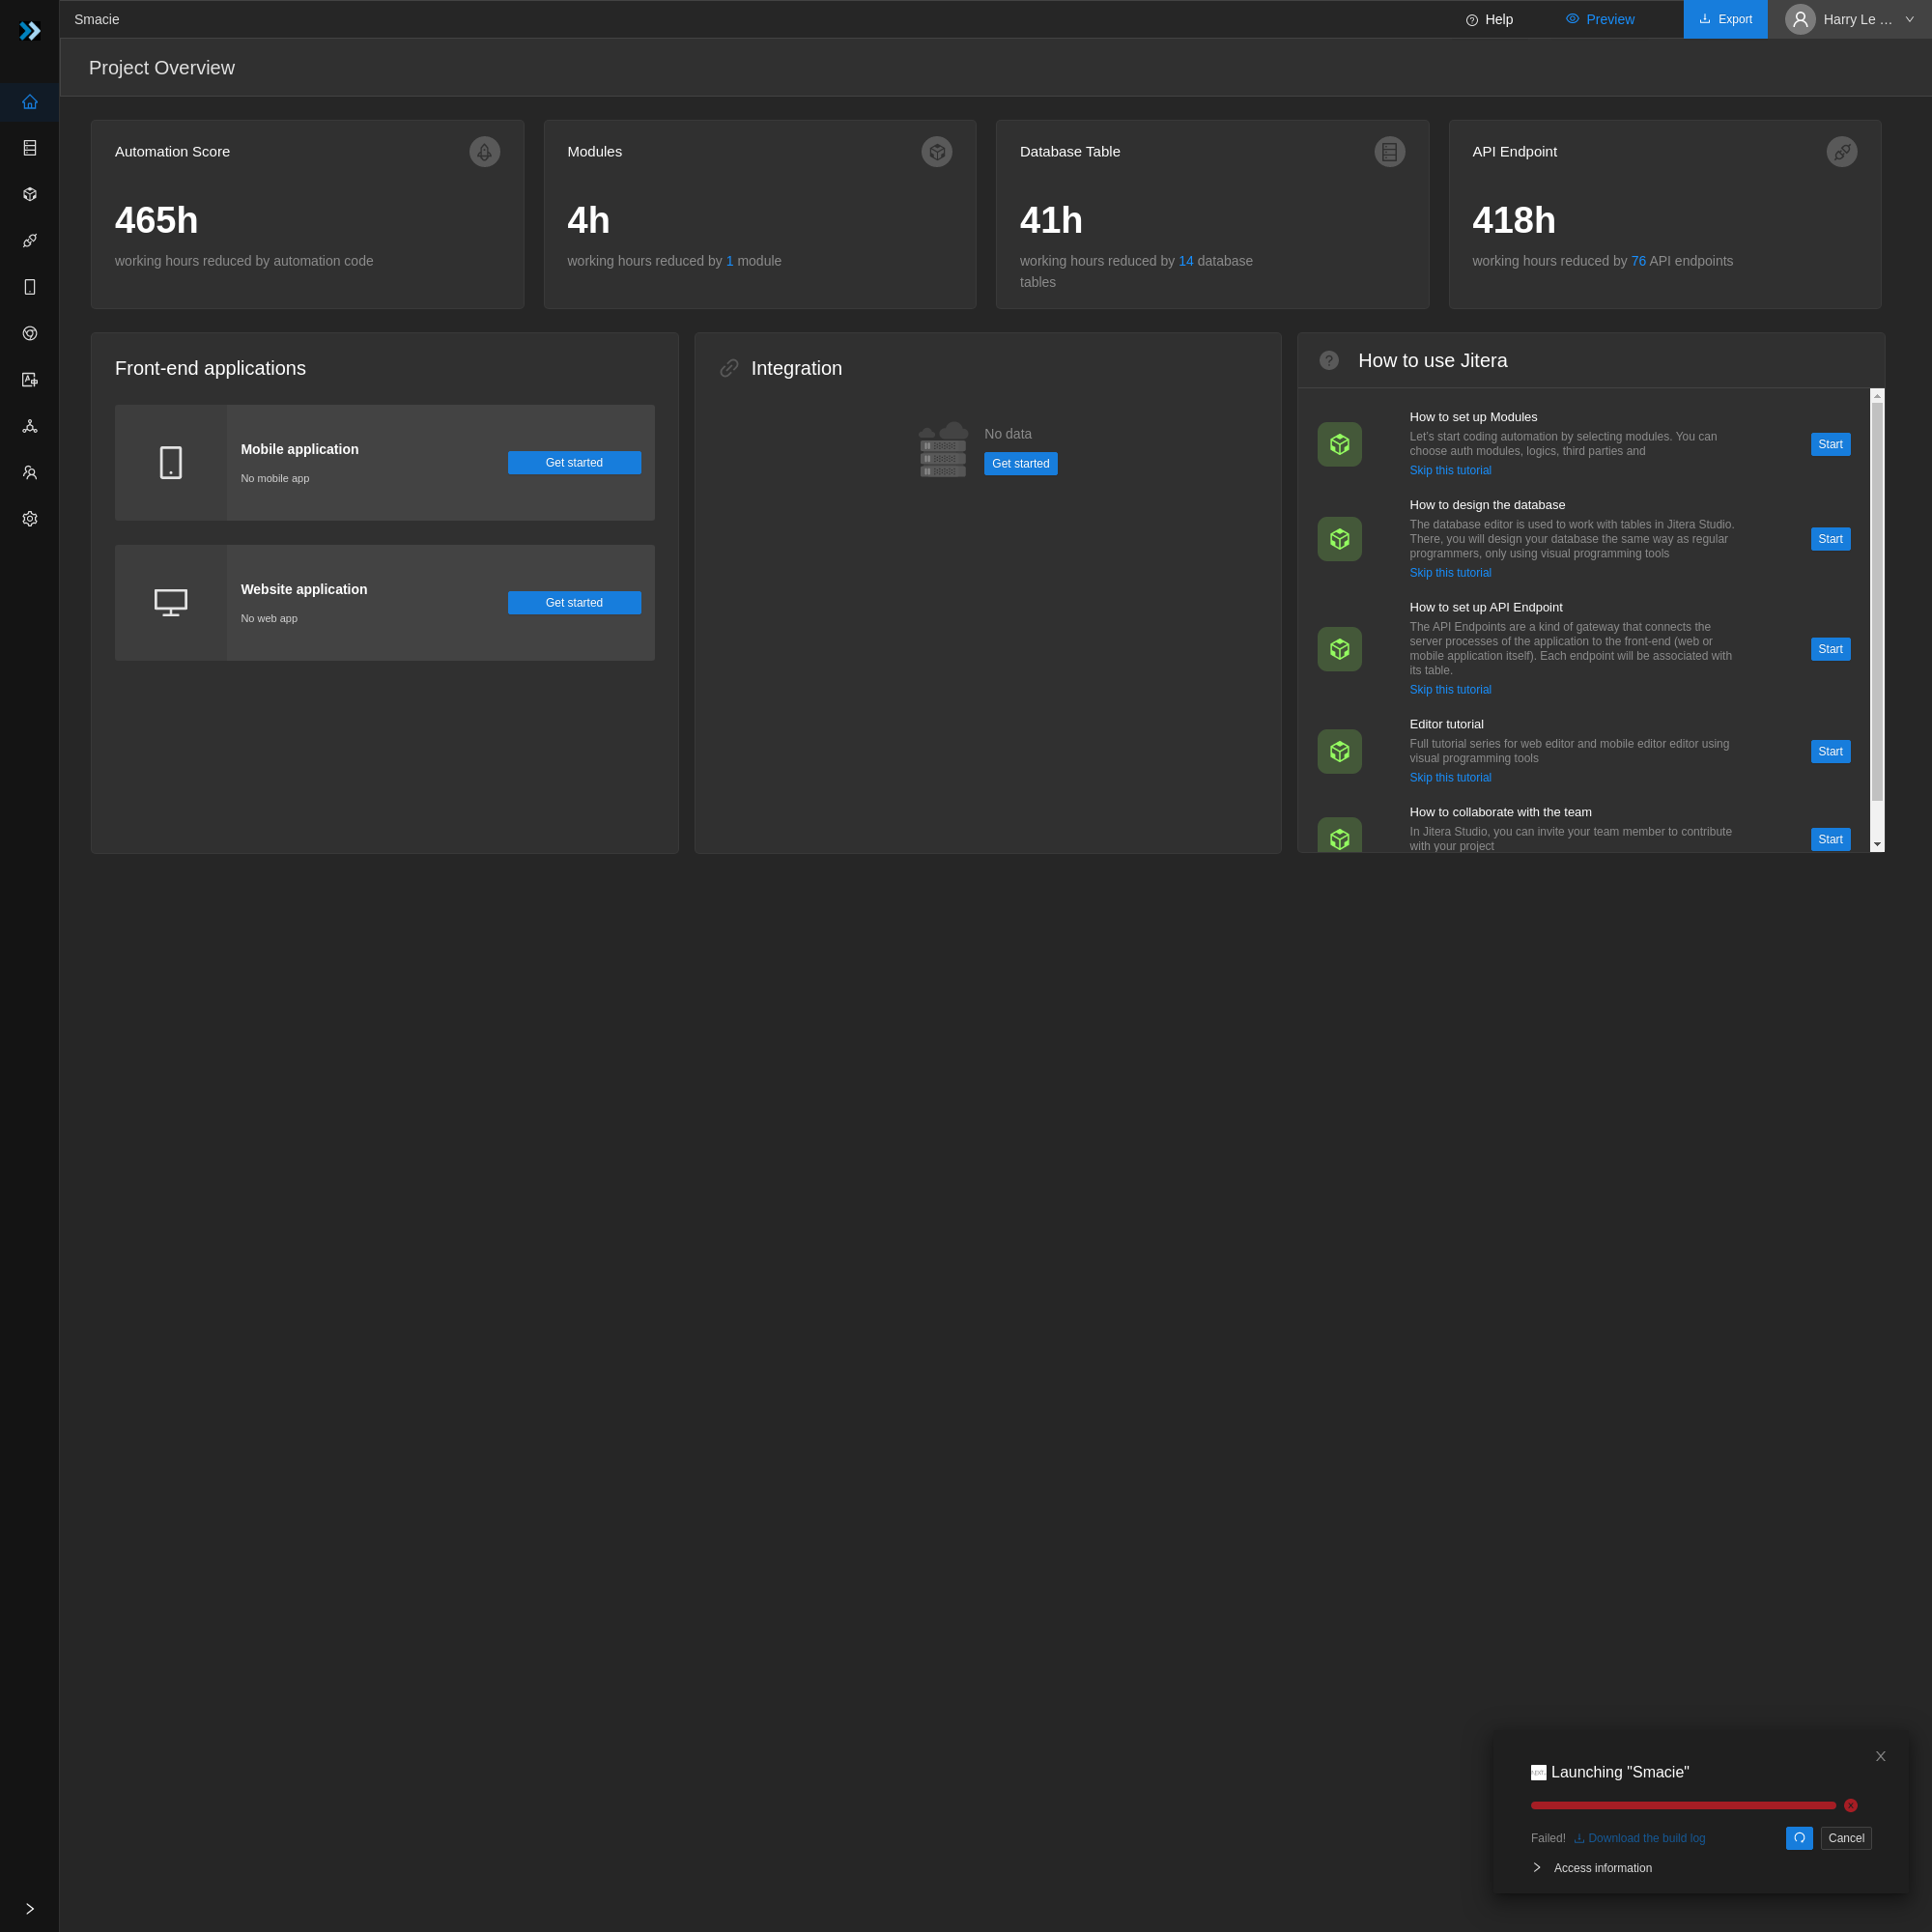 Smacie
Help
Preview
Export
Harry Le ...
Project Overview
Automation Score
465h
working hours reduced by automation code
Modules
4h
working hours reduced by 1 module
Database Table
41h
working hours reduced by 14 database
tables
API Endpoint
418h
working hours reduced by 76 API endpoints
Front-end applications
Mobile application
No mobile app
Get started
Website application
No web app
Get started
Integration
No data
Get started
How to use Jitera
How to set up Modules
Let's start coding automation by selecting modules. You can
choose auth modules, logics, third parties and
Skip this tutorial
Start
How to design the database
The database editor is used to work with tables in Jitera Studio.
There, you will design your database the same way as regular
programmers, only using visual programming tools
Skip this tutorial
Start
How to set up API Endpoint
The API Endpoints are a kind of gateway that connects the
server processes of the application to the front-end (web or
mobile application itself). Each endpoint will be associated with
its table.
Skip this tutorial
Start
Editor tutorial
Full tutorial series for web editor and mobile editor editor using
visual programming tools
Skip this tutorial
Start
How to collaborate with the team
In Jitera Studio, you can invite your team member to contribute
with your project
Start
Launching "Smacie"
Failed!
Download the build log
Cancel
Access information